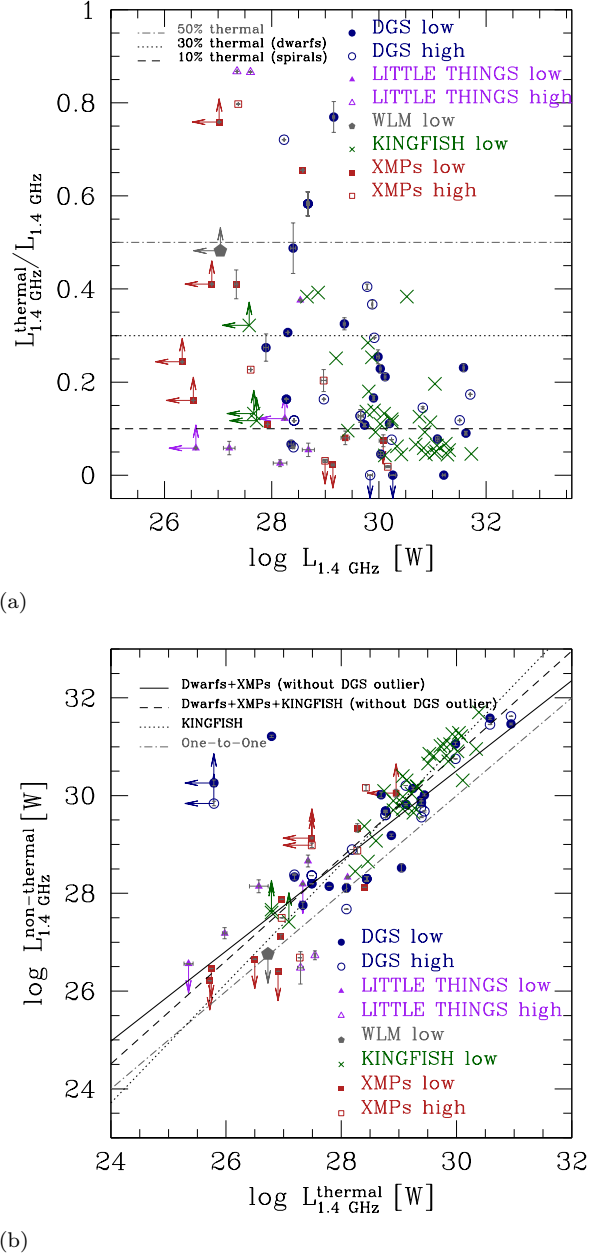 50% thermal
30% thermal (dwarfs)
10% thermal (spirals)
DGS low
DGS high
LITTLE THINGS low
LITTLE THINGS high
WLM low
KINGFISH low
XMPs low
XMPs high
1
0.8
0.6
0.4
0.2
0
L^thermal_1.4 GHz/L_1.4 GHz
26 28 30 32
log L_1.4 GHz [W]
(a)
Dwarfs+XMPs (without DGS outlier)
Dwarfs+XMPs+KINGFISH (without DGS outlier)
KINGFISH
One-to-One
32
30
28
26
24
log L^non-thermal_1.4 GHz [W]
DGS low
DGS high
LITTLE THINGS low
LITTLE THINGS high
WLM low
KINGFISH low
XMPs low
XMPs high
24 26 28 30 32
log L^thermal_1.4 GHz [W]
(b)